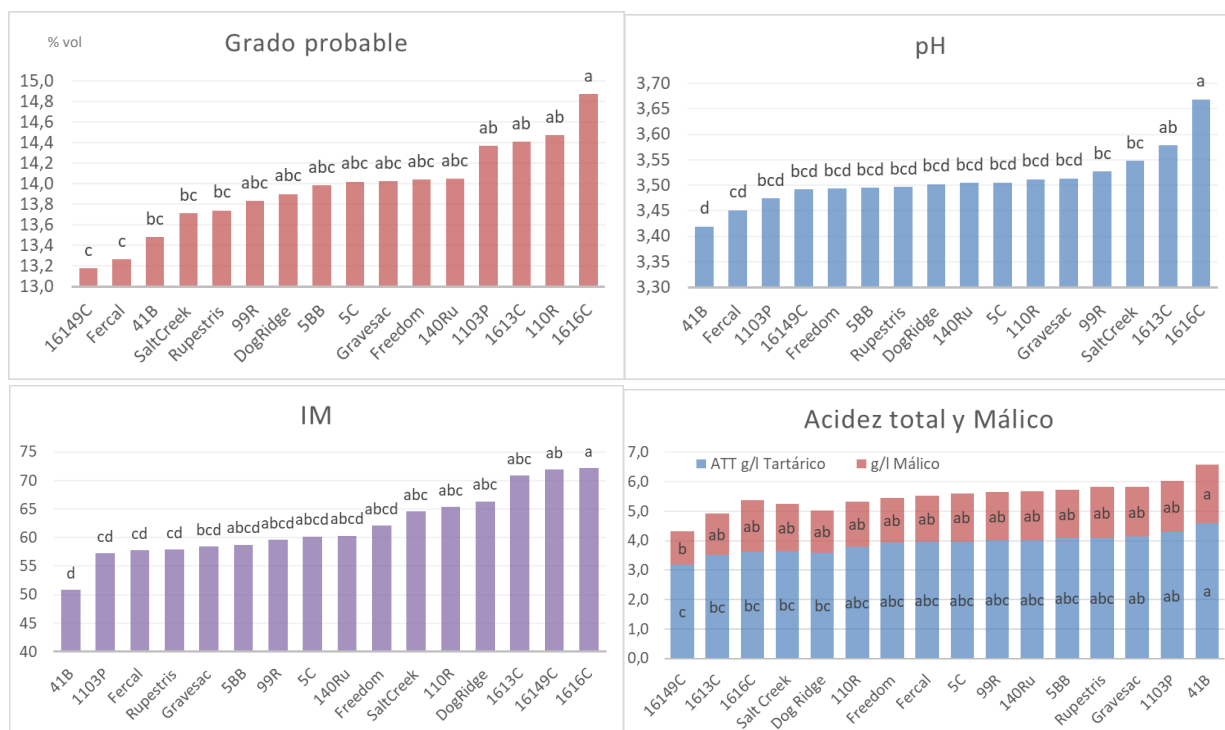 Grado probable
% vol
15,0
14,8
14,6
14,4
14,2
14,0
13,8
13,6
13,4
13,2
13,0
c c bc bc bc abc abc abc abc abc abc abc ab ab ab a
16149C Fercal 41B SaltCreek Rupestris 99R DogRidge 5BB 5C Gravesac Freedom 140Ru 1103P 1613C 110R 1616C
pH
3,70
3,65
3,60
3,55
3,50
3,45
3,40
3,35
3,30
d cd bcd bcd bcd bcd bcd bcd bcd bcd bcd bcd bc bc ab a
41B Fercal 1103P 16149C Freedom 5BB Rupestris DogRidge 140Ru 5C 110R Gravesac 99R SaltCreek 1613C 1616C
IM
75
70
65
60
55
50
45
40
d cd cd cd bcd abcd abcd abcd abcd abcd abc abc abc abc ab a
41B 1103P Fercal Rupestris Gravesac 5BB 99R 5C 140Ru Freedom SaltCreek 110R DogRidge 1613C 16149C 1616C
Acidez total y Málico
ATT g/l Tartárico g/l Málico
7,0
6,0
5,0
4,0
3,0
2,0
1,0
0,0
b ab ab ab ab ab ab ab ab ab ab ab ab ab ab a
c bc bc bc bc abc abc abc abc abc abc abc abc ab ab a
16149C 1613C 1616C Salt Creek Dog Ridge 110R Freedom Fercal 5C 99R 140Ru 5BB Rupestris Gravesac 1103P 41B